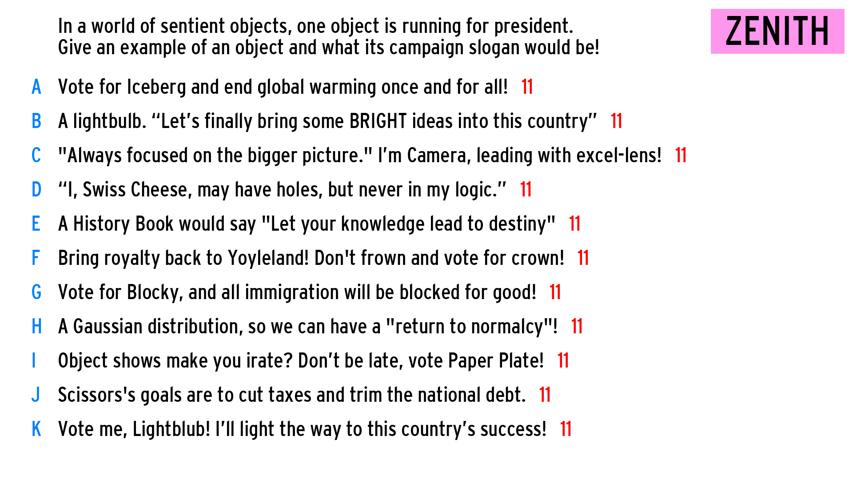 In a world of sentient objects, one object is running for president.
Give an example of an object and what its campaign slogan would be!
ZENITH
A Vote for Iceberg and end global warming once and for all! 11
B A lightbulb. “Let’s finally bring some BRIGHT ideas into this country” 11
C "Always focused on the bigger picture." I’m Camera, leading with excel-lens! 11
D “I, Swiss Cheese, may have holes, but never in my logic.” 11
E A History Book would say "Let your knowledge lead to destiny" 11
F Bring royalty back to Yoyleland! Don't frown and vote for crown! 11
G Vote for Blocky, and all immigration will be blocked for good! 11
H A Gaussian distribution, so we can have a "return to normalcy"! 11
I Object shows make you irate? Don’t be late, vote Paper Plate! 11
J Scissors's goals are to cut taxes and trim the national debt. 11
K Vote me, Lightblub! I’ll light the way to this country’s success! 11